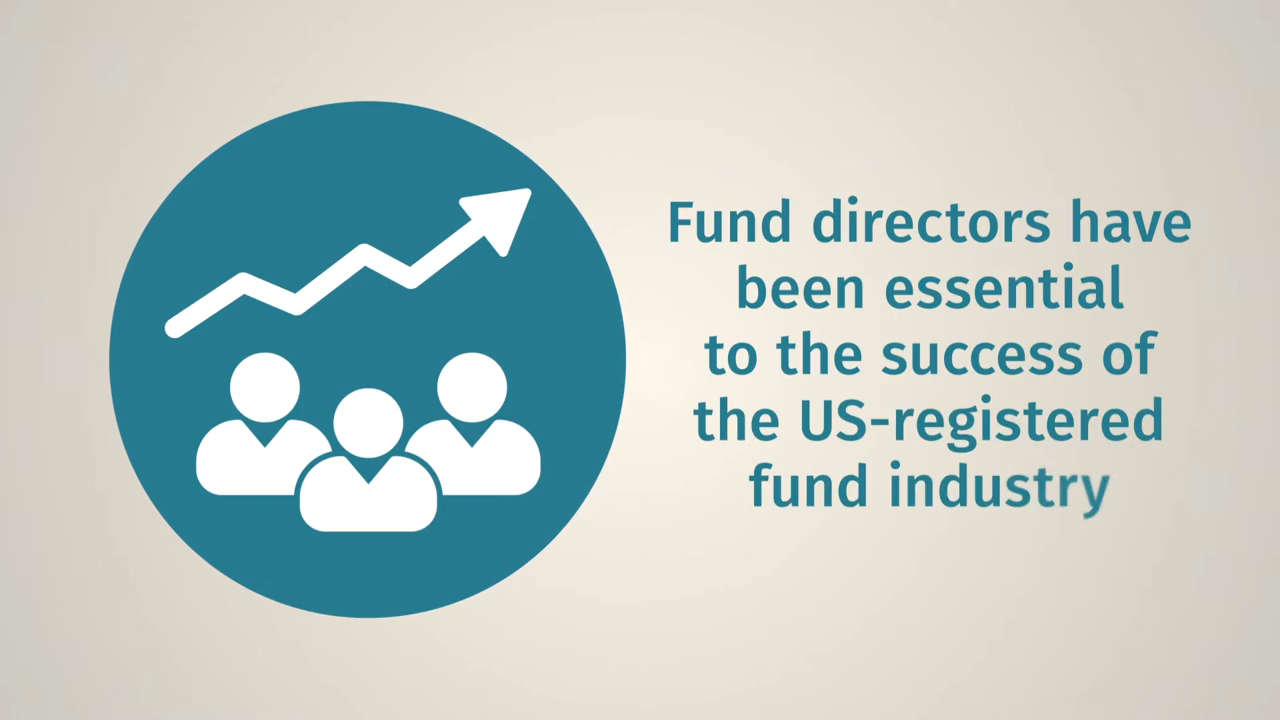 Fund directors have
been essential
to the success of
the US-registered
fund industry